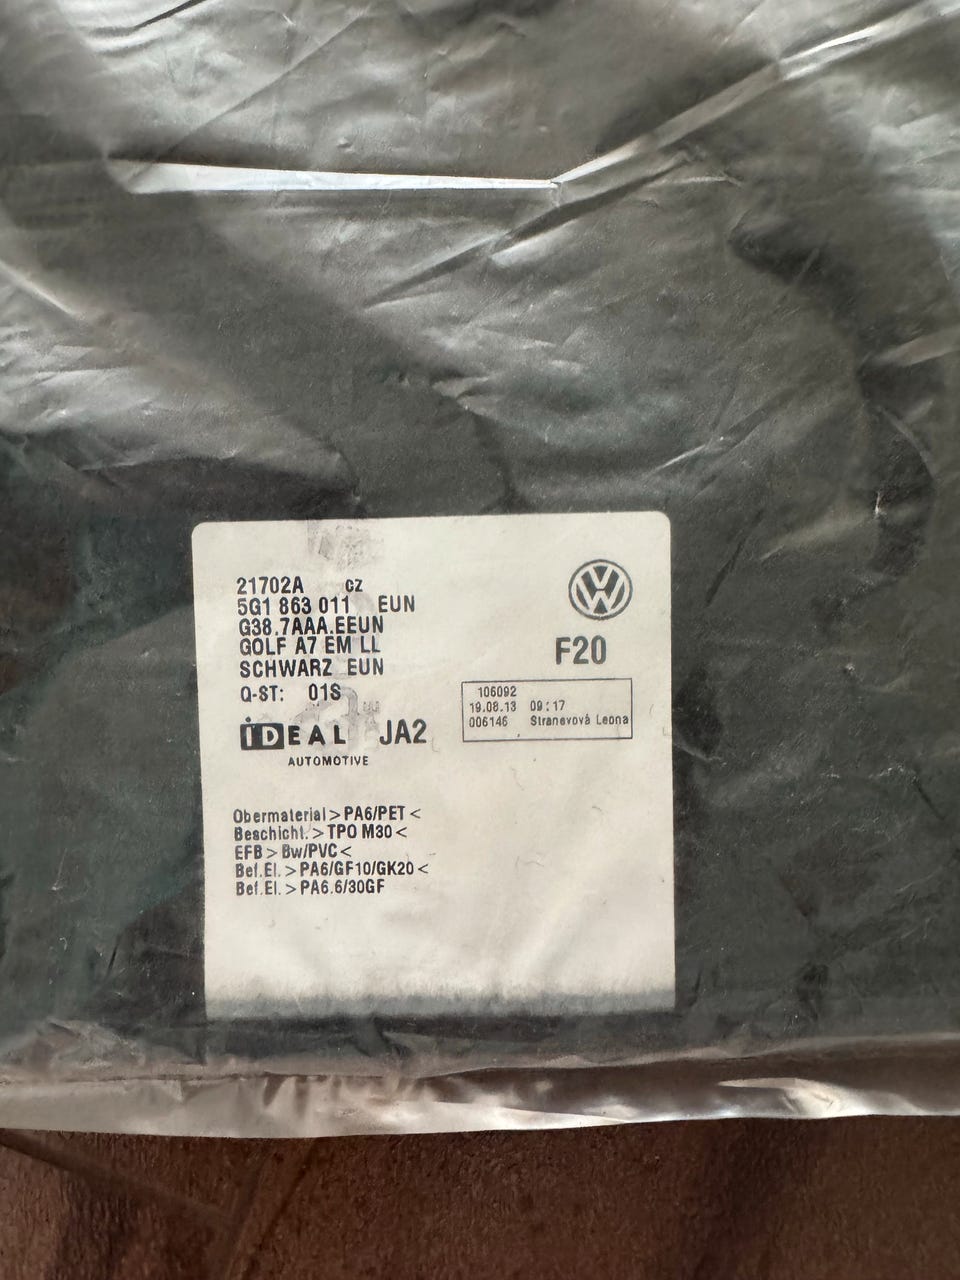 21702A CZ
5G1 863 011 EUN
G38.7AAA.EEUN
GOLF A7 EM LL
SCHWARZ EUN
Q-ST: 01S
iDEAL JA2
AUTOMOTIVE
VW
F20
106092
19.08.13 09:17
006146 Stranevová Leona
Obermaterial > PA6/PET <
Beschicht. > TPO M30 <
EFB > Bw/PVC <
Bef.El. > PA6/GF10/GK20 <
Bef.El. > PA6.6/30GF